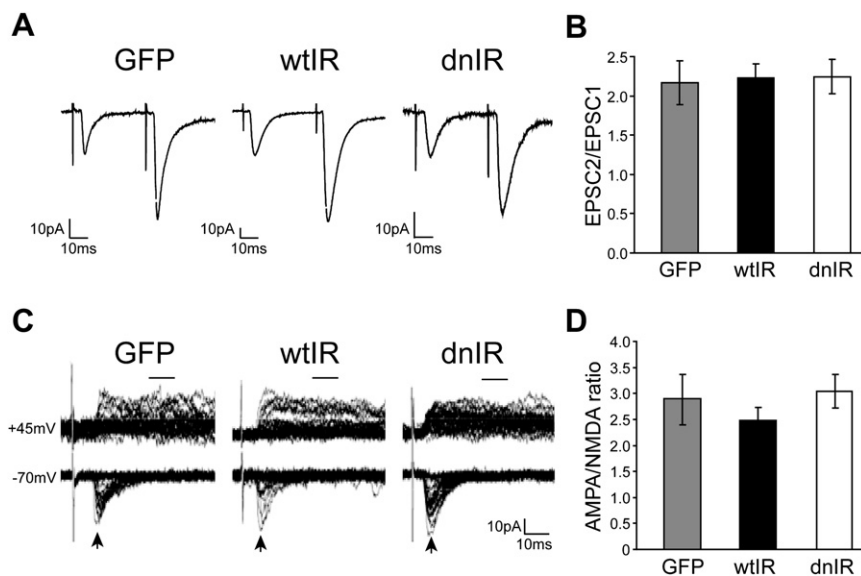 A
GFP
wtIR
dnIR
10pA
10ms
10pA
10ms
10pA
10ms
B
EPSC2/EPSC1
2.5
2.0
1.5
1.0
0.5
0.0
GFP
wtIR
dnIR
C
GFP
wtIR
dnIR
+45mV
-70mV
10pA
10ms
D
AMPA/NMDA ratio
4.0
3.5
3.0
2.5
2.0
1.5
1.0
0.5
0
GFP
wtIR
dnIR